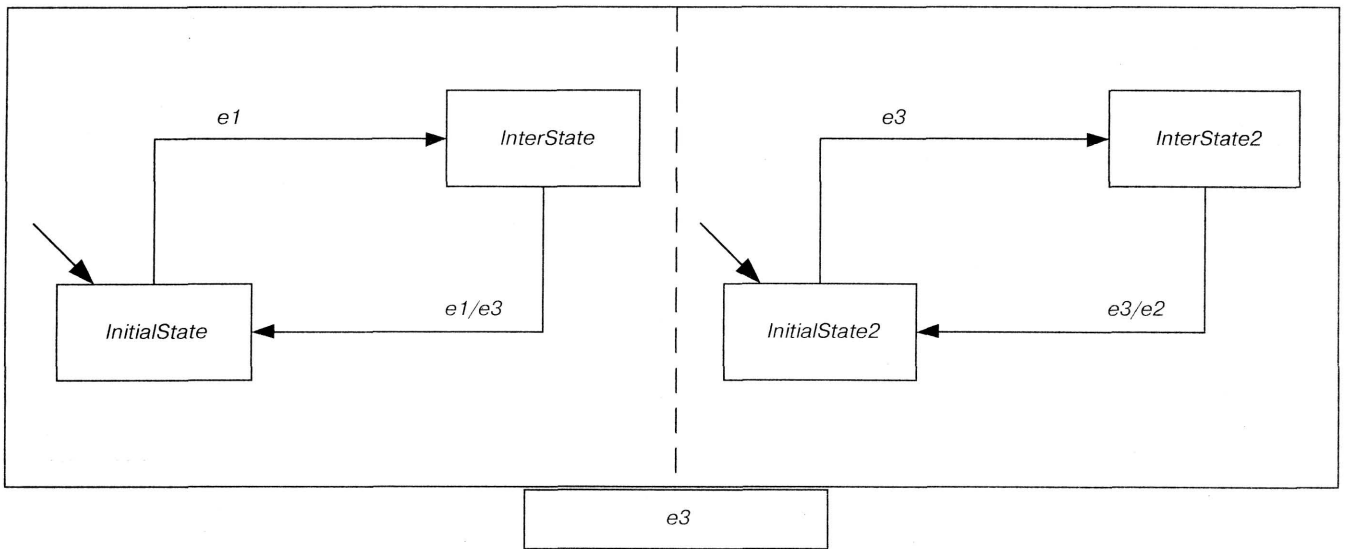 e1
InterState
e3
InterState2
InitialState
e1/e3
InitialState2
e3/e2
e3